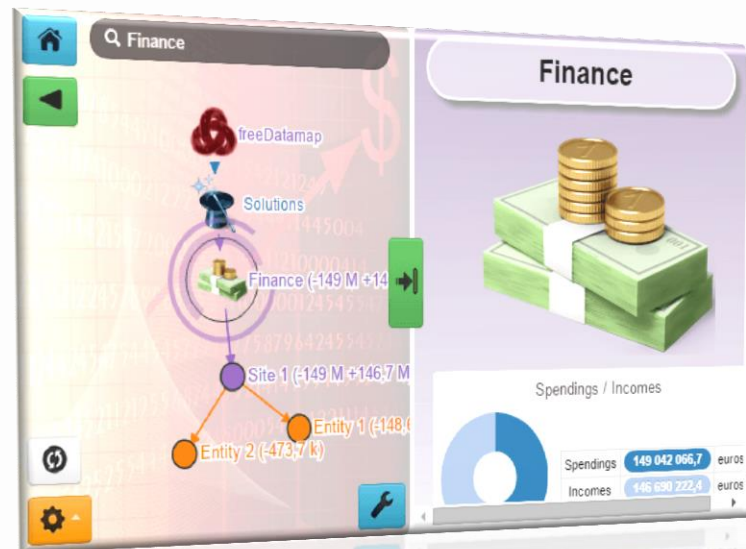 Finance
freeDatamap
Solutions
Finance (-149 M +14
Site 1 (-149 M +146,7 M
Entity 1 (-148,6
Entity 2 (-473,7 k)
Finance
Spendings / Incomes
Spendings 149 042 066,7 euros
Incomes 146 690 222,4 euros